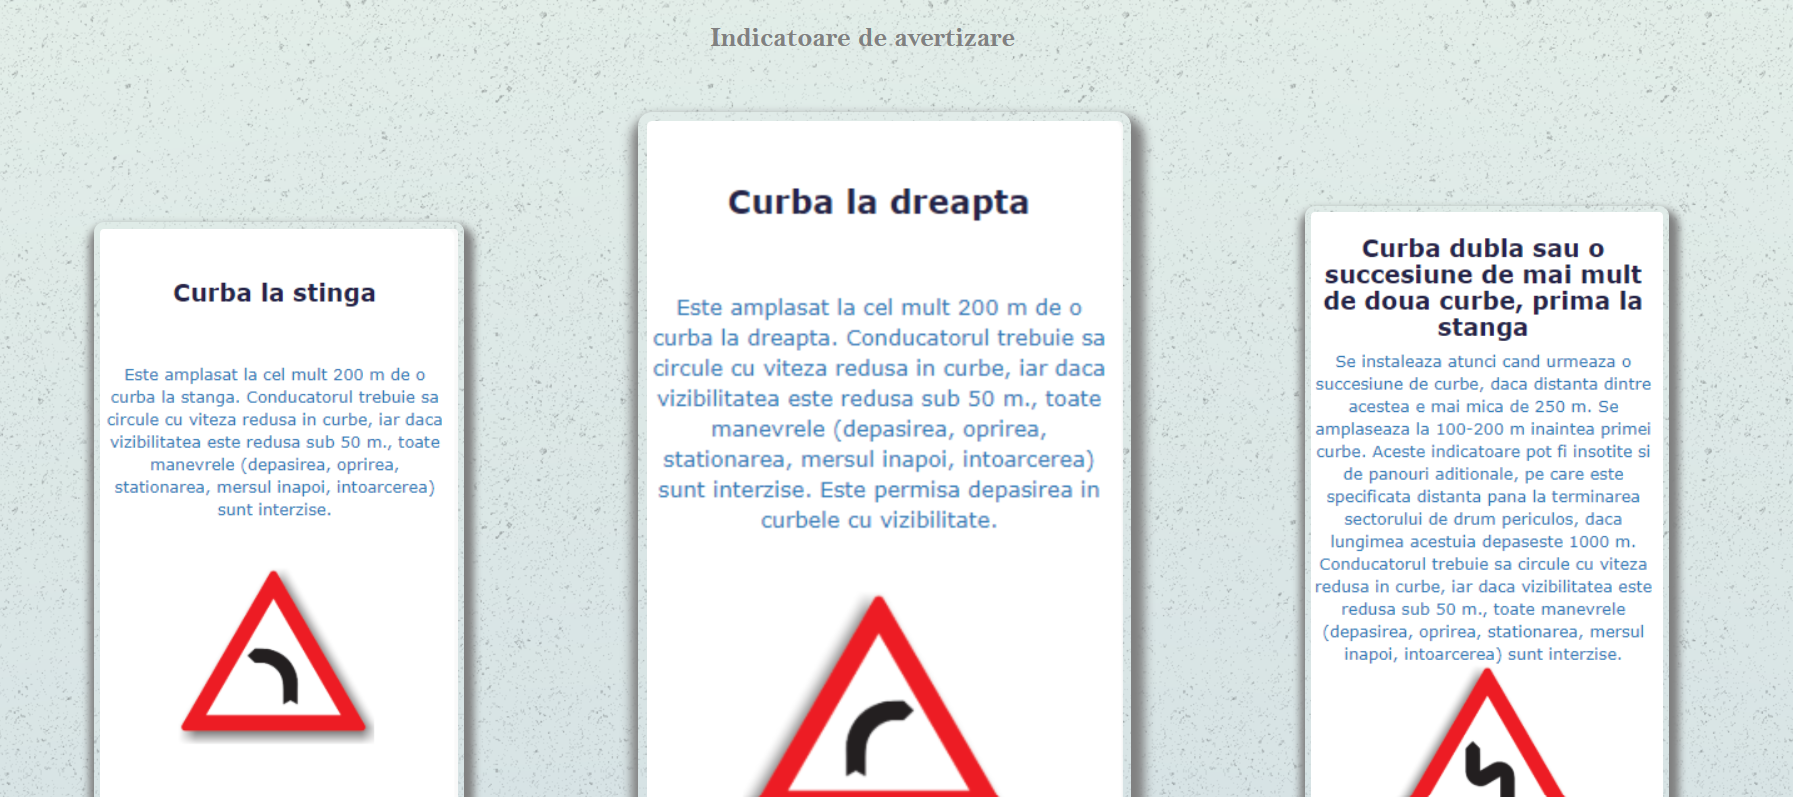 Indicatoare de avertizare
Curba la stinga
Este amplasat la cel mult 200 m de o
curba la stanga. Conducatorul trebuie sa
circule cu viteza redusa in curbe, iar daca
vizibilitatea este redusa sub 50 m., toate
manevrele (depasirea, oprirea,
stationarea, mersul inapoi, intoarcerea)
sunt interzise.
Curba la dreapta
Este amplasat la cel mult 200 m de o
curba la dreapta. Conducatorul trebuie sa
circule cu viteza redusa in curbe, iar daca
vizibilitatea este redusa sub 50 m., toate
manevrele (depasirea, oprirea,
stationarea, mersul inapoi, intoarcerea)
sunt interzise. Este permisa depasirea in
curbele cu vizibilitate.
Curba dubla sau o
succesiune de mai mult
de doua curbe, prima la
stanga
Se instaleaza atunci cand urmeaza o
succesiune de curbe, daca distanta dintre
acestea e mai mica de 250 m. Se
amplaseaza la 100-200 m inaintea primei
curbe. Aceste indicatoare pot fi insotite si
de panouri aditionale, pe care este
specificata distanta pana la terminarea
sectorului de drum periculos, daca
lungimea acestuia depaseste 1000 m.
Conducatorul trebuie sa circule cu viteza
redusa in curbe, iar daca vizibilitatea este
redusa sub 50 m., toate manevrele
(depasirea, oprirea, stationarea, mersul
inapoi, intoarcerea) sunt interzise.